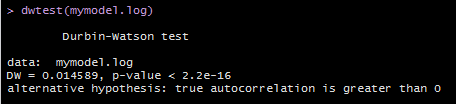 > dwtest(mymodel.log)
Durbin-Watson test
data:  mymodel.log
DW = 0.014589, p-value < 2.2e-16
alternative hypothesis: true autocorrelation is greater than 0